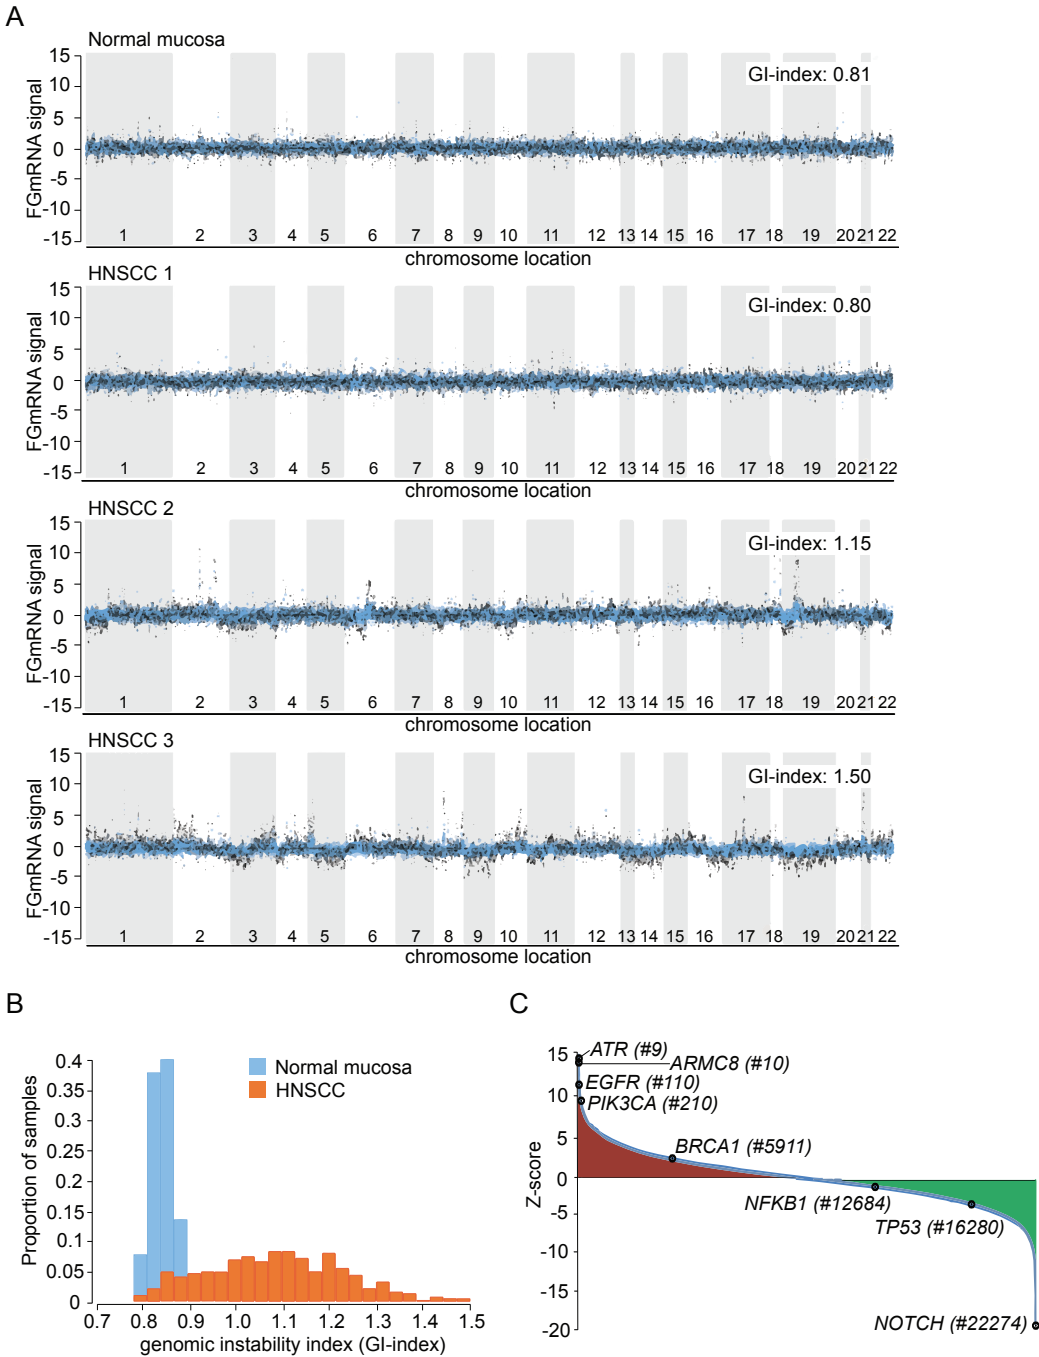 A
Normal mucosa
GI-index: 0.81
FGmRNA signal
15
10
5
0
-5
-10
-15
1 2 3 4 5 6 7 8 9 10 11 12 13 14 15 16 17 18 19 20 21 22
chromosome location
HNSCC 1
GI-index: 0.80
FGmRNA signal
15
10
5
0
-5
-10
-15
1 2 3 4 5 6 7 8 9 10 11 12 13 14 15 16 17 18 19 20 21 22
chromosome location
HNSCC 2
GI-index: 1.15
FGmRNA signal
15
10
5
0
-5
-10
-15
1 2 3 4 5 6 7 8 9 10 11 12 13 14 15 16 17 18 19 20 21 22
chromosome location
HNSCC 3
GI-index: 1.50
FGmRNA signal
15
10
5
0
-5
-10
-15
1 2 3 4 5 6 7 8 9 10 11 12 13 14 15 16 17 18 19 20 21 22
chromosome location
B
Proportion of samples
0.4
0.35
0.3
0.25
0.2
0.15
0.1
0.05
0
Normal mucosa
HNSCC
0.7 0.8 0.9 1.0 1.1 1.2 1.3 1.4 1.5
genomic instability index (GI-index)
C
Z-score
15
10
5
0
-5
-10
-15
-20
ATR (#9)
ARMC8 (#10)
EGFR (#110)
PIK3CA (#210)
BRCA1 (#5911)
NFKB1 (#12684)
TP53 (#16280)
NOTCH (#22274)